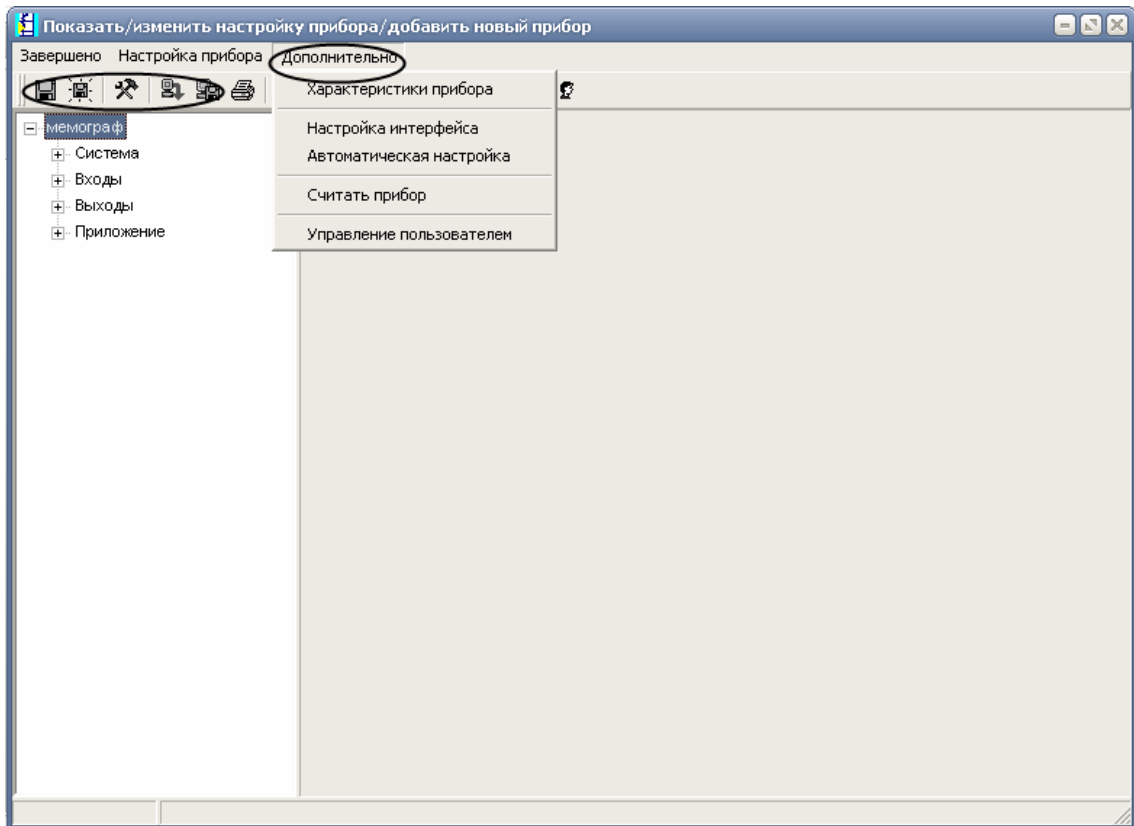 Показать/изменить настройку прибора/добавить новый прибор
Завершено Настройка прибора Дополнительно
Характеристики прибора
Настройка интерфейса
Автоматическая настройка
Считать прибор
Управление пользователем
мемограф
Система
Входы
Выходы
Приложение